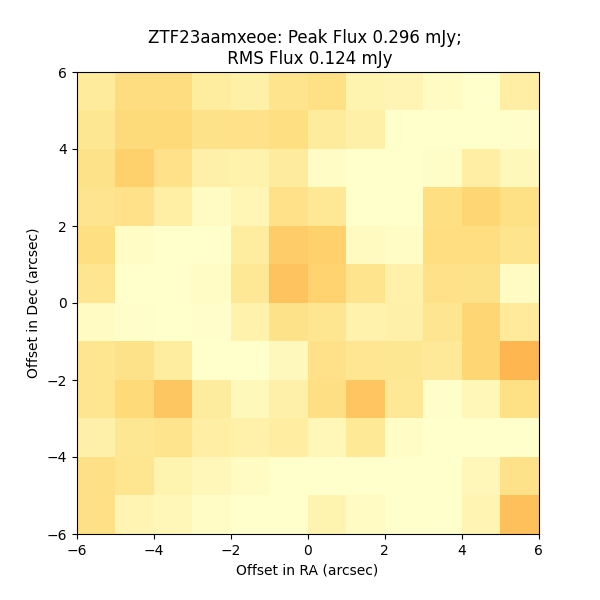 ZTF23aamxeoe: Peak Flux 0.296 mJy;
RMS Flux 0.124 mJy
6
4
2
0
−2
−4
−6
Offset in Dec (arcsec)
−6 −4 −2 0 2 4 6
Offset in RA (arcsec)